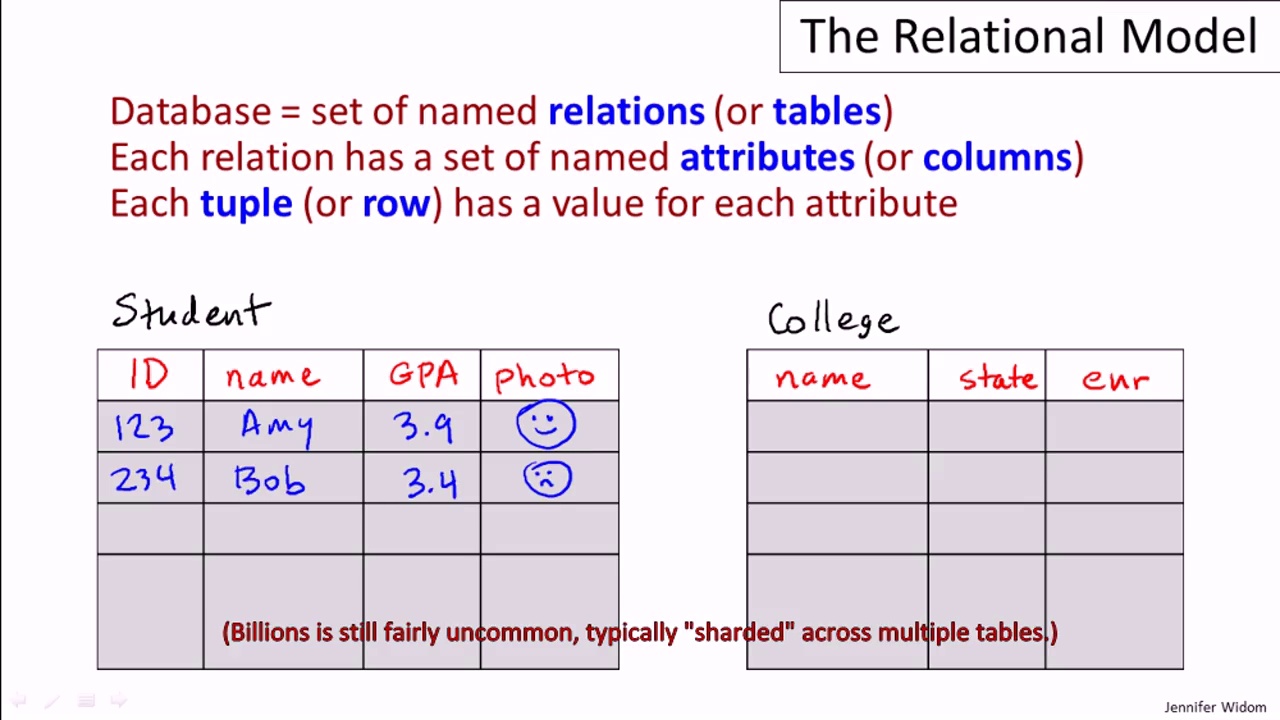 The Relational Model
Database = set of named relations (or tables)
Each relation has a set of named attributes (or columns)
Each tuple (or row) has a value for each attribute
Student
ID name GPA photo
123 Amy 3.9
234 Bob 3.4
College
name state enr
(Billions is still fairly uncommon, typically "sharded" across multiple tables.)
Jennifer Widom